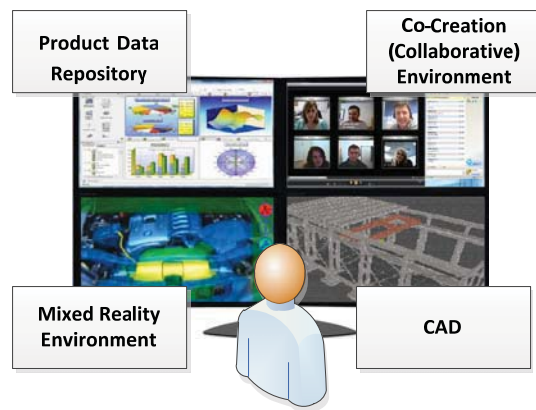 Product Data
Repository
Co-Creation
(Collaborative)
Environment
Mixed Reality
Environment
CAD